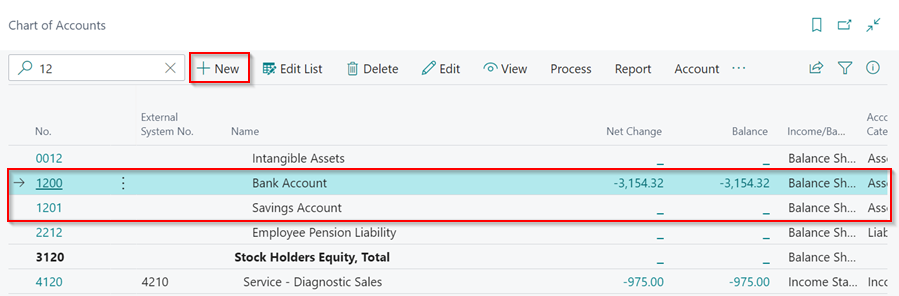 Chart of Accounts
12 New Edit List Delete Edit View Process Report Account ...
No. External System No. Name Net Change Balance Income/Ba... Acco Cate
0012 Intangible Assets _ _ Balance Sh... Asse
1200 Bank Account -3,154.32 -3,154.32 Balance Sh... Asse
1201 Savings Account _ _ Balance Sh... Asse
2212 Employee Pension Liability _ _ Balance Sh... Liab
3120 Stock Holders Equity, Total _ _ Balance Sh...
4120 4210 Service - Diagnostic Sales -975.00 -975.00 Income Sta... Inco